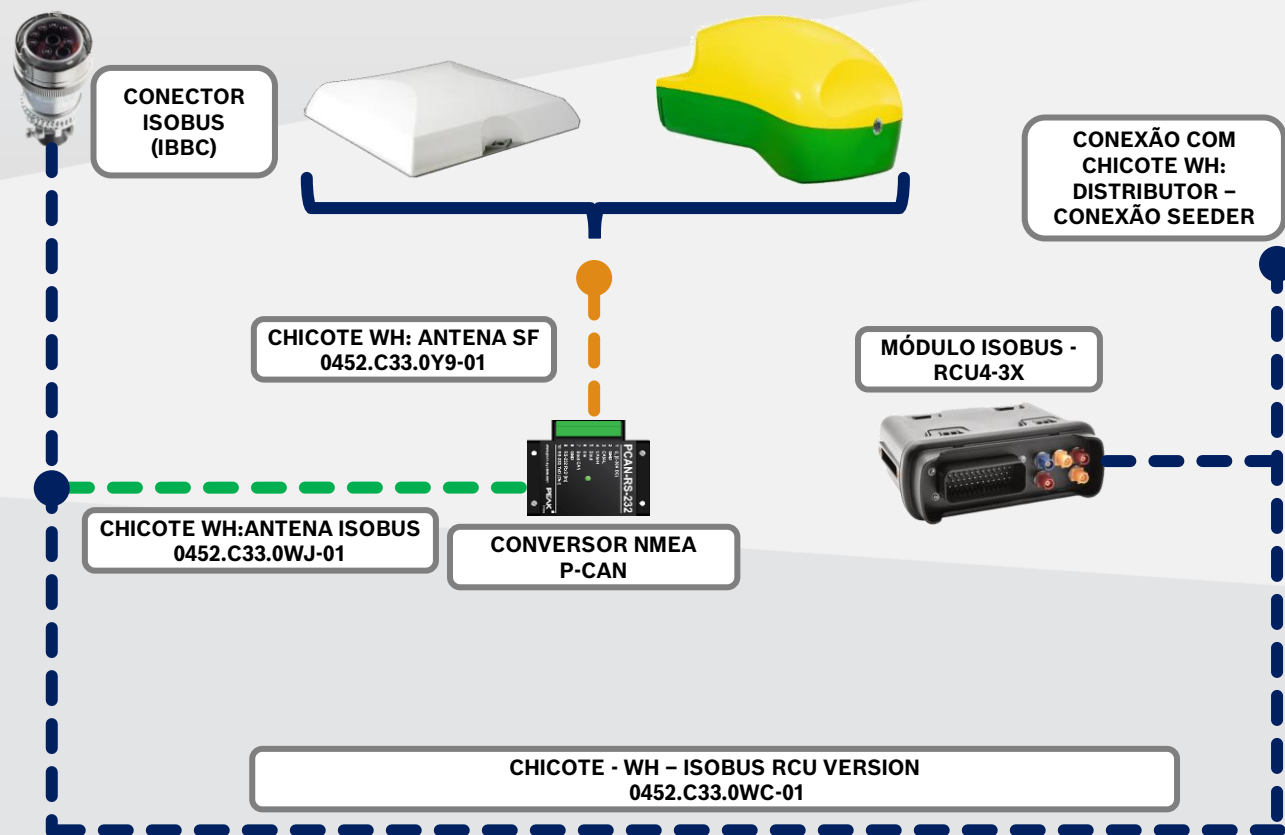 CONECTOR
ISOBUS
(IBBC)
CONEXÃO COM
CHICOTE WH:
DISTRIBUTOR –
CONEXÃO SEEDER
CHICOTE WH: ANTENA SF
0452.C33.0Y9-01
MÓDULO ISOBUS -
RCU4-3X
PCAN-RS-232
PEAK
CHICOTE WH:ANTENA ISOBUS
0452.C33.0WJ-01
CONVERSOR NMEA
P-CAN
CHICOTE - WH – ISOBUS RCU VERSION
0452.C33.0WC-01